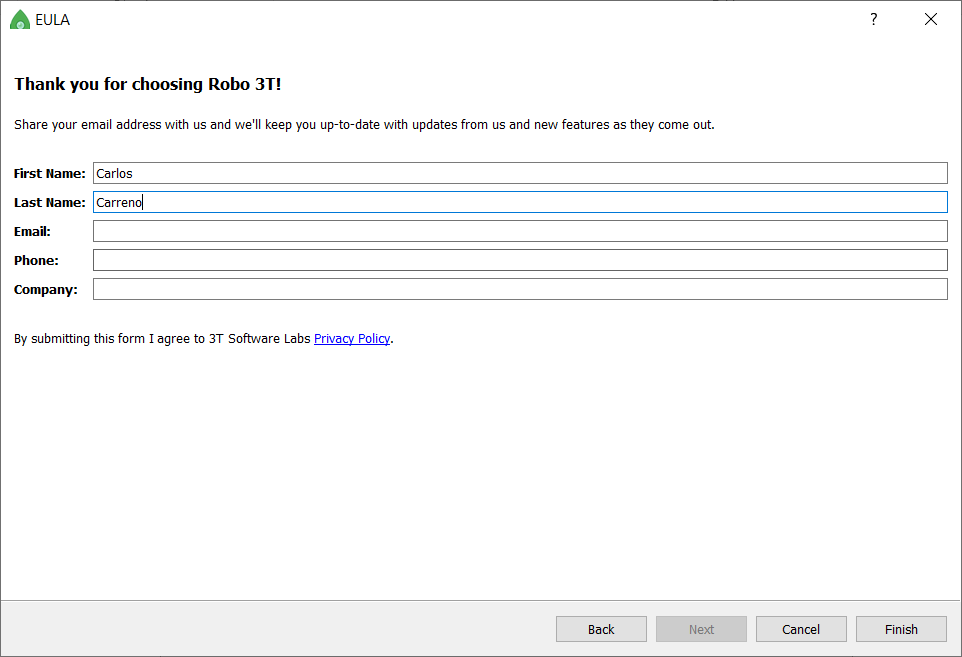 EULA
?
Thank you for choosing Robo 3T!
Share your email address with us and we'll keep you up-to-date with updates from us and new features as they come out.
First Name: Carlos
Last Name: Carreno
Email:
Phone:
Company:
By submitting this form I agree to 3T Software Labs Privacy Policy.
Back Next Cancel Finish